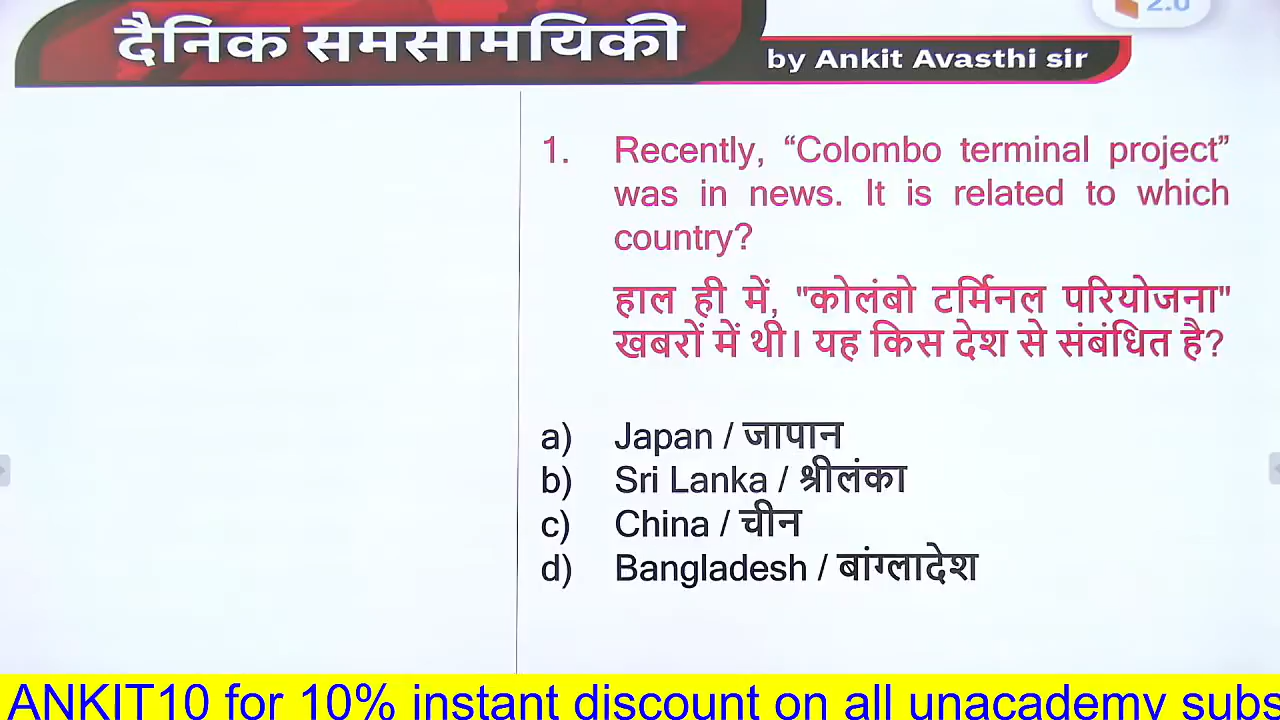 दैनिक समसामयिकी
by Ankit Avasthi sir
2.0
1. Recently, “Colombo terminal project”
was in news. It is related to which
country?
हाल ही में, "कोलंबो टर्मिनल परियोजना"
खबरों में थी। यह किस देश से संबंधित है?
a) Japan / जापान
b) Sri Lanka / श्रीलंका
c) China / चीन
d) Bangladesh / बांग्लादेश
ANKIT10 for 10% instant discount on all unacademy subs